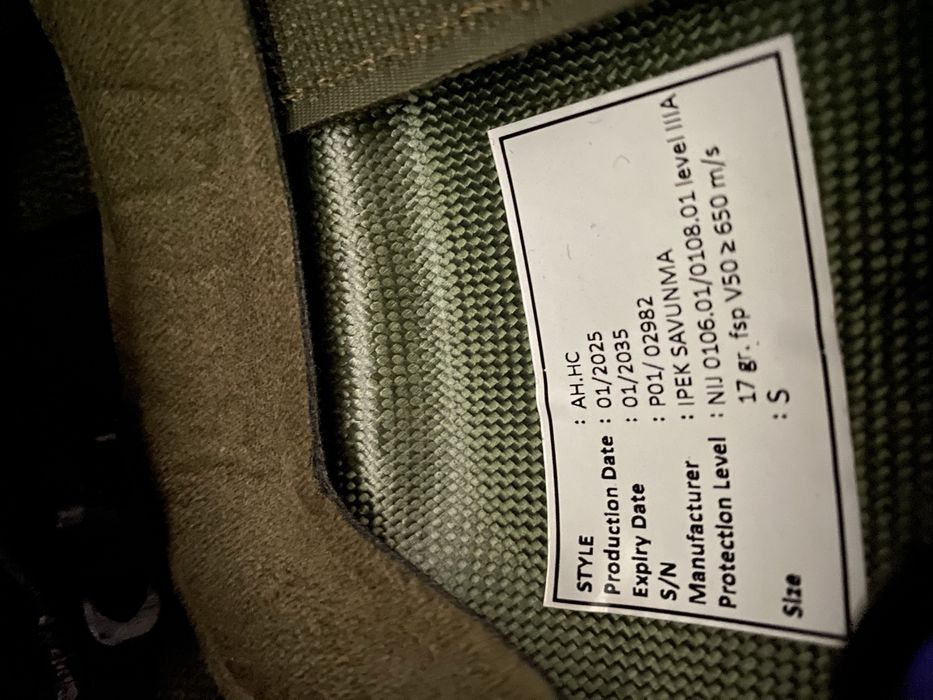 STYLE : AH.HC
Production Date : 01/2025
Expiry Date : 01/2035
S/N : P01/ 02982
Manufacturer : IPEK SAVUNMA
Protection Level : NIJ 0106.01/0108.01 level IIIA
17 gr. fsp V50 ≥ 650 m/s
Size : S